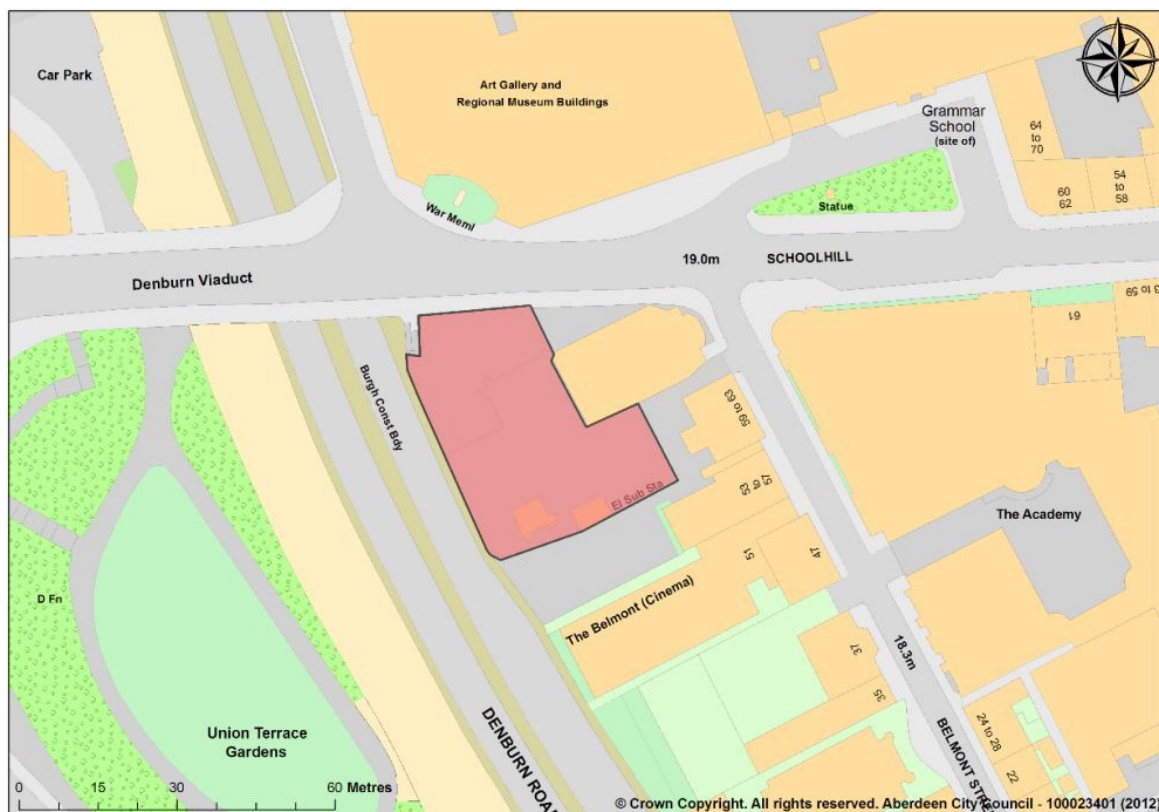 Car Park
Art Gallery and
Regional Museum Buildings
Grammar
School
(site of)
64
to
70
54
to
58
60
62
War Meml
Statue
Denburn Viaduct
19.0m
SCHOOLHILL
61
Burgh Const Bdy
59 to 63
El Sub Sta
57
to
53
51
47
The Academy
The Belmont (Cinema)
D Fn
37
35
18.3m
Union Terrace
Gardens
DENBURN ROAD
24 to 28
22
BELMONT STREE
0 15 30 60 Metres
© Crown Copyright. All rights reserved. Aberdeen City Council - 100023401 (2012)